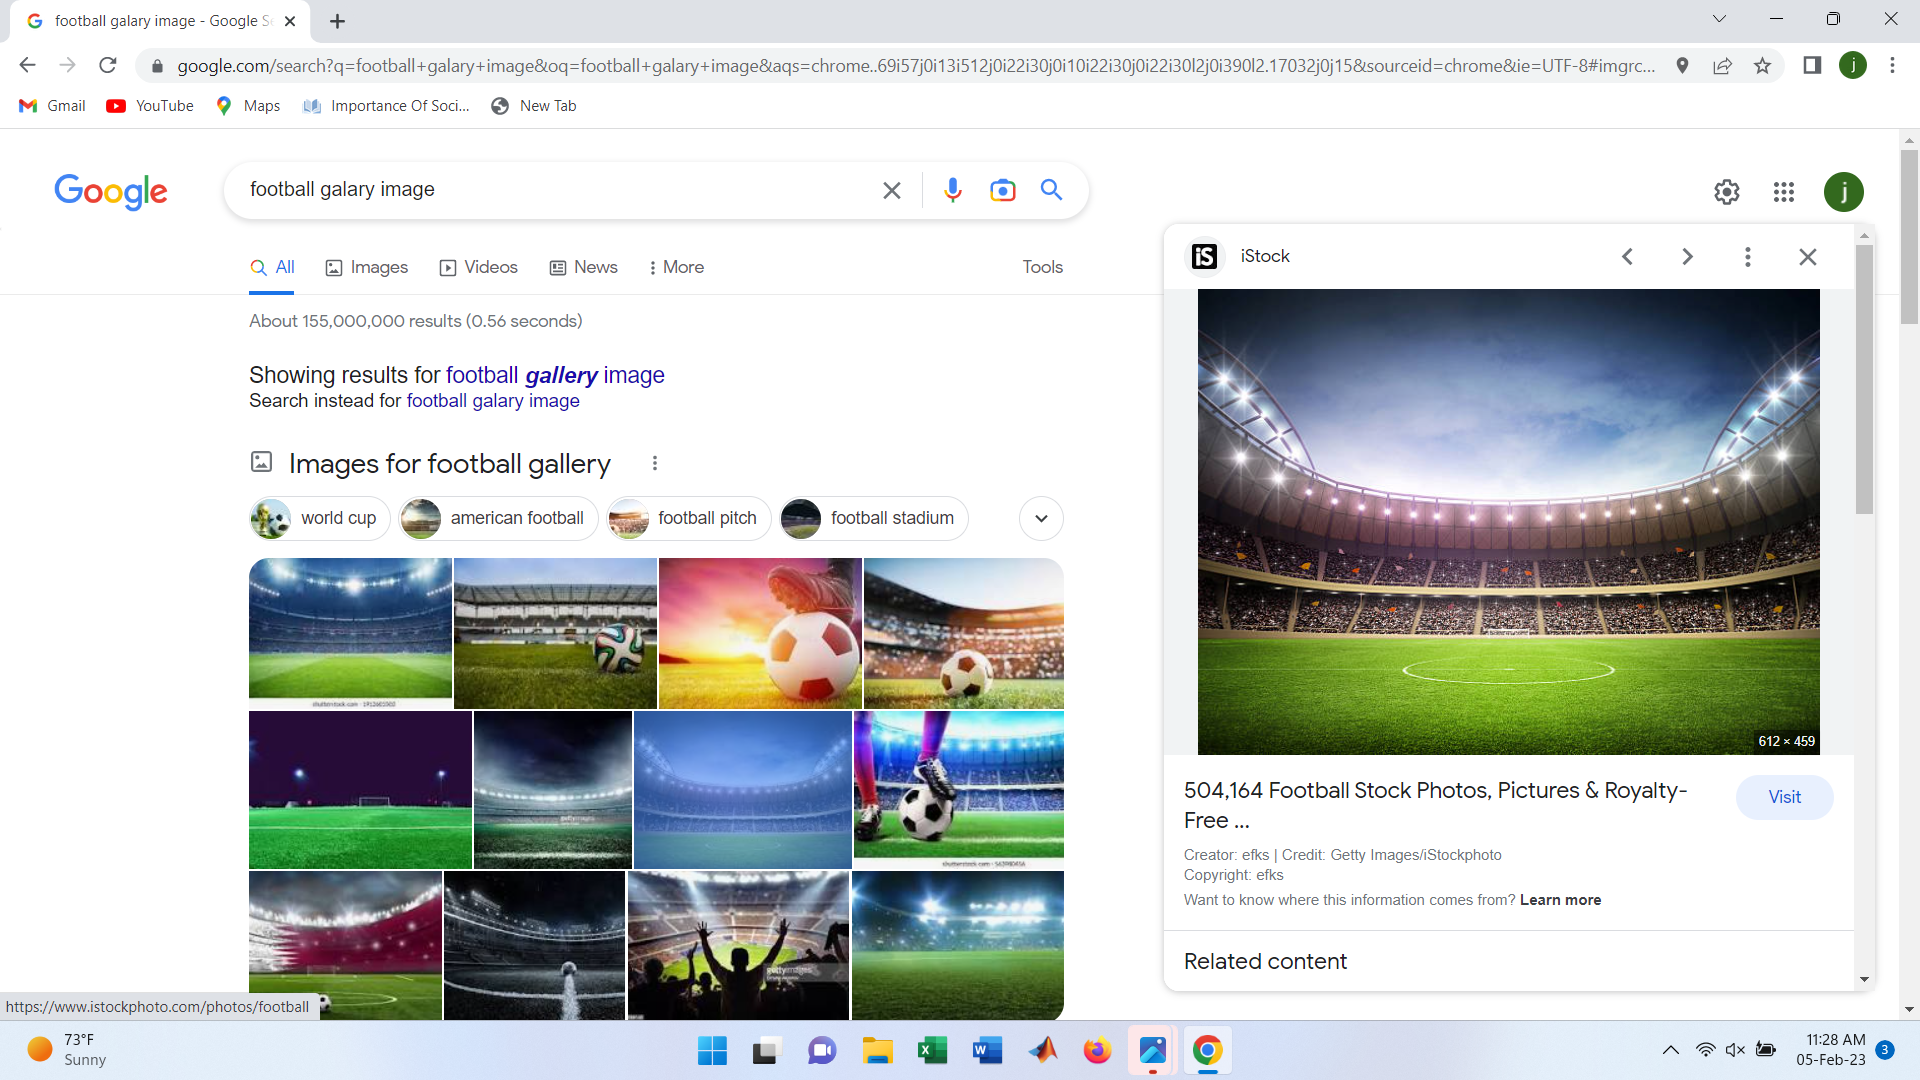 football galary image - Google Se
google.com/search?q=football+galary+image&oq=football+galary+image&aqs=chrome..69i57j0i13i512j0i22i30j0i10i22i30j0i22i30l2j0i390l2.17032j0j15&sourceid=chrome&ie=UTF-8#imgrc...
j
Gmail
YouTube
Maps
Importance Of Soci...
New Tab
Google
football galary image
j
All
Images
Videos
News
More
Tools
About 155,000,000 results (0.56 seconds)
Showing results for football gallery image
Search instead for football galary image
Images for football gallery
world cup
american football
football pitch
football stadium
iS
iStock
612 × 459
504,164 Football Stock Photos, Pictures & Royalty-
Free ...
Visit
Creator: efks | Credit: Getty Images/iStockphoto
Copyright: efks
Want to know where this information comes from? Learn more
Related content
https://www.istockphoto.com/photos/football
73°F
Sunny
11:28 AM
05-Feb-23
3